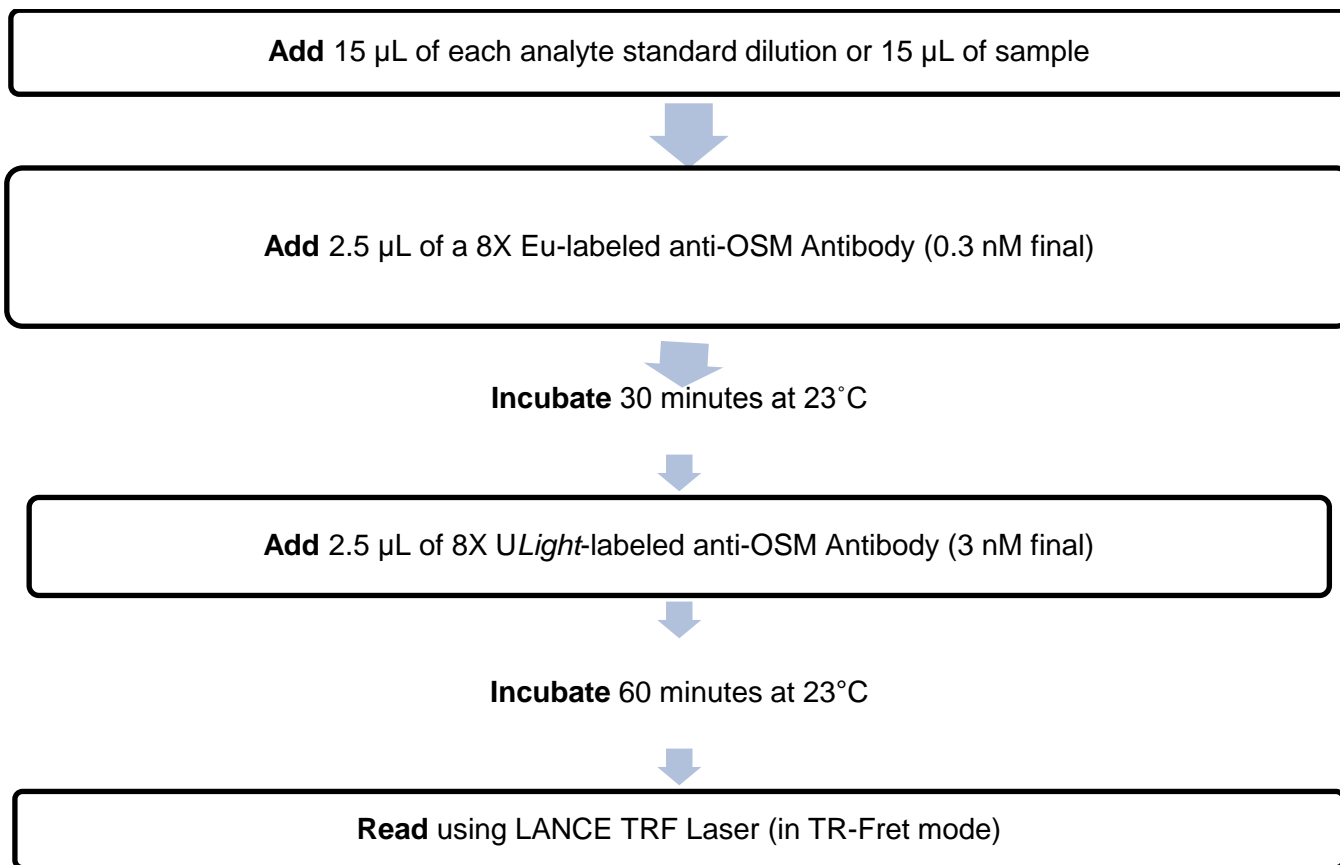 Add 15 µL of each analyte standard dilution or 15 µL of sample
Add 2.5 µL of a 8X Eu-labeled anti-OSM Antibody (0.3 nM final)
Incubate 30 minutes at 23˚C
Add 2.5 µL of 8X ULight-labeled anti-OSM Antibody (3 nM final)
Incubate 60 minutes at 23°C
Read using LANCE TRF Laser (in TR-Fret mode)